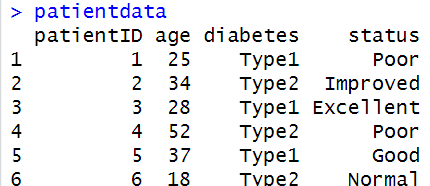 > patientdata
patientID age diabetes status
1 1 25 Type1 Poor
2 2 34 Type2 Improved
3 3 28 Type1 Excellent
4 4 52 Type2 Poor
5 5 37 Type1 Good
6 6 18 Type2 Normal